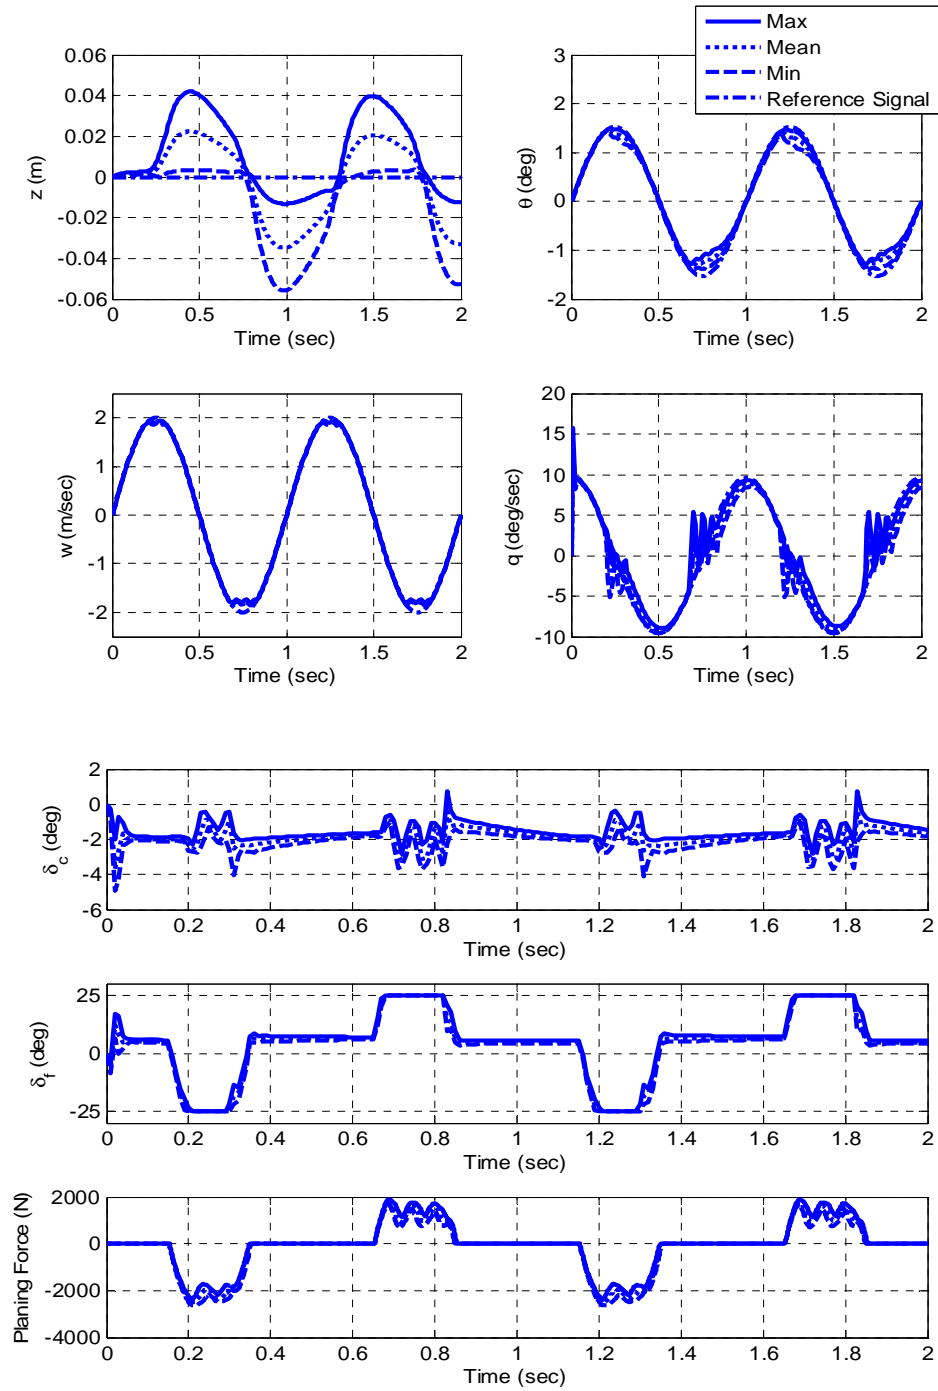 Max
Mean
Min
Reference Signal
0.06
0.04
0.02
0
-0.02
-0.04
-0.06
z (m)
0 0.5 1 1.5 2
Time (sec)
3
2
1
0
-1
-2
θ (deg)
0 0.5 1 1.5 2
Time (sec)
2
1
0
-1
-2
w (m/sec)
0 0.5 1 1.5 2
Time (sec)
20
15
10
5
0
-5
-10
q (deg/sec)
0 0.5 1 1.5 2
Time (sec)
2
0
-2
-4
-6
δc (deg)
0 0.2 0.4 0.6 0.8 1 1.2 1.4 1.6 1.8 2
Time (sec)
25
0
-25
δf (deg)
0 0.2 0.4 0.6 0.8 1 1.2 1.4 1.6 1.8 2
Time (sec)
2000
0
-2000
-4000
Planing Force (N)
0 0.2 0.4 0.6 0.8 1 1.2 1.4 1.6 1.8 2
Time (sec)